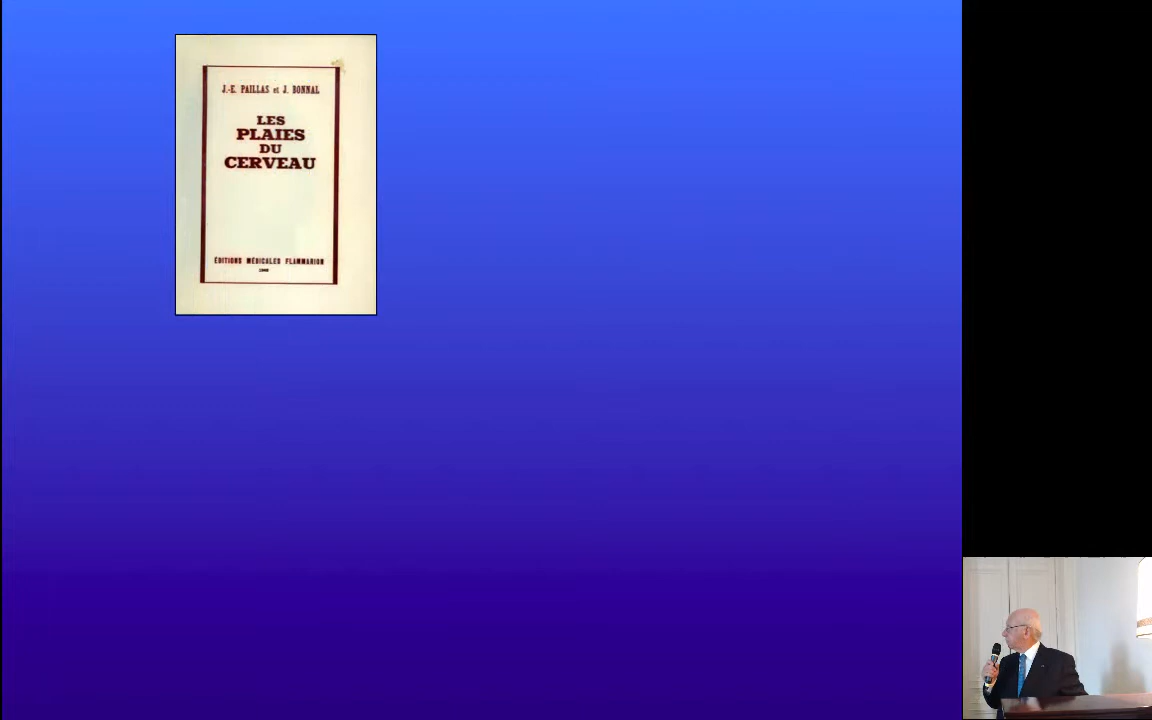 J.-E. PAILLAS et J. BONNAL
LES
PLAIES
DU
CERVEAU
ÉDITIONS MÉDICALES FLAMMARION